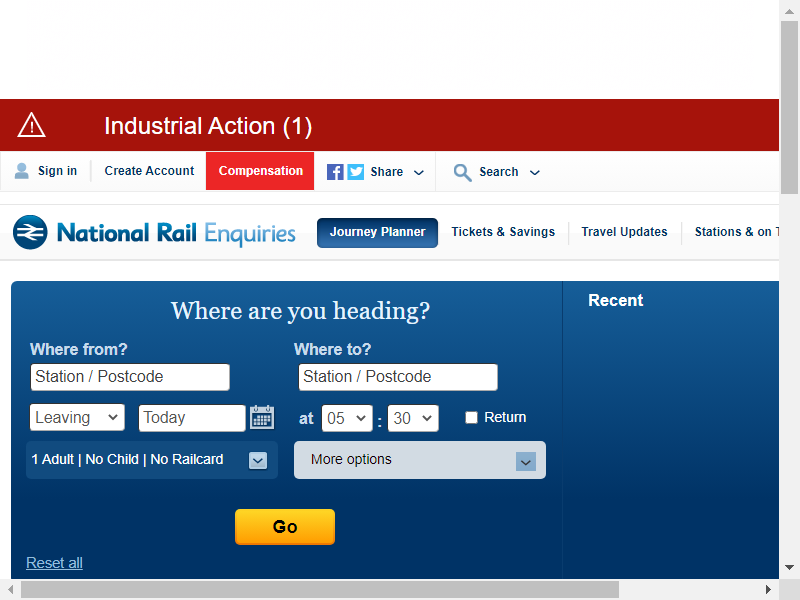 Industrial Action (1)
Sign in Create Account Compensation Share Search
National Rail Enquiries Journey Planner Tickets & Savings Travel Updates Stations & on T
Where are you heading? Recent
Where from? Where to?
Station / Postcode Station / Postcode
Leaving Today at 05 : 30 Return
1 Adult | No Child | No Railcard More options
Go
Reset all